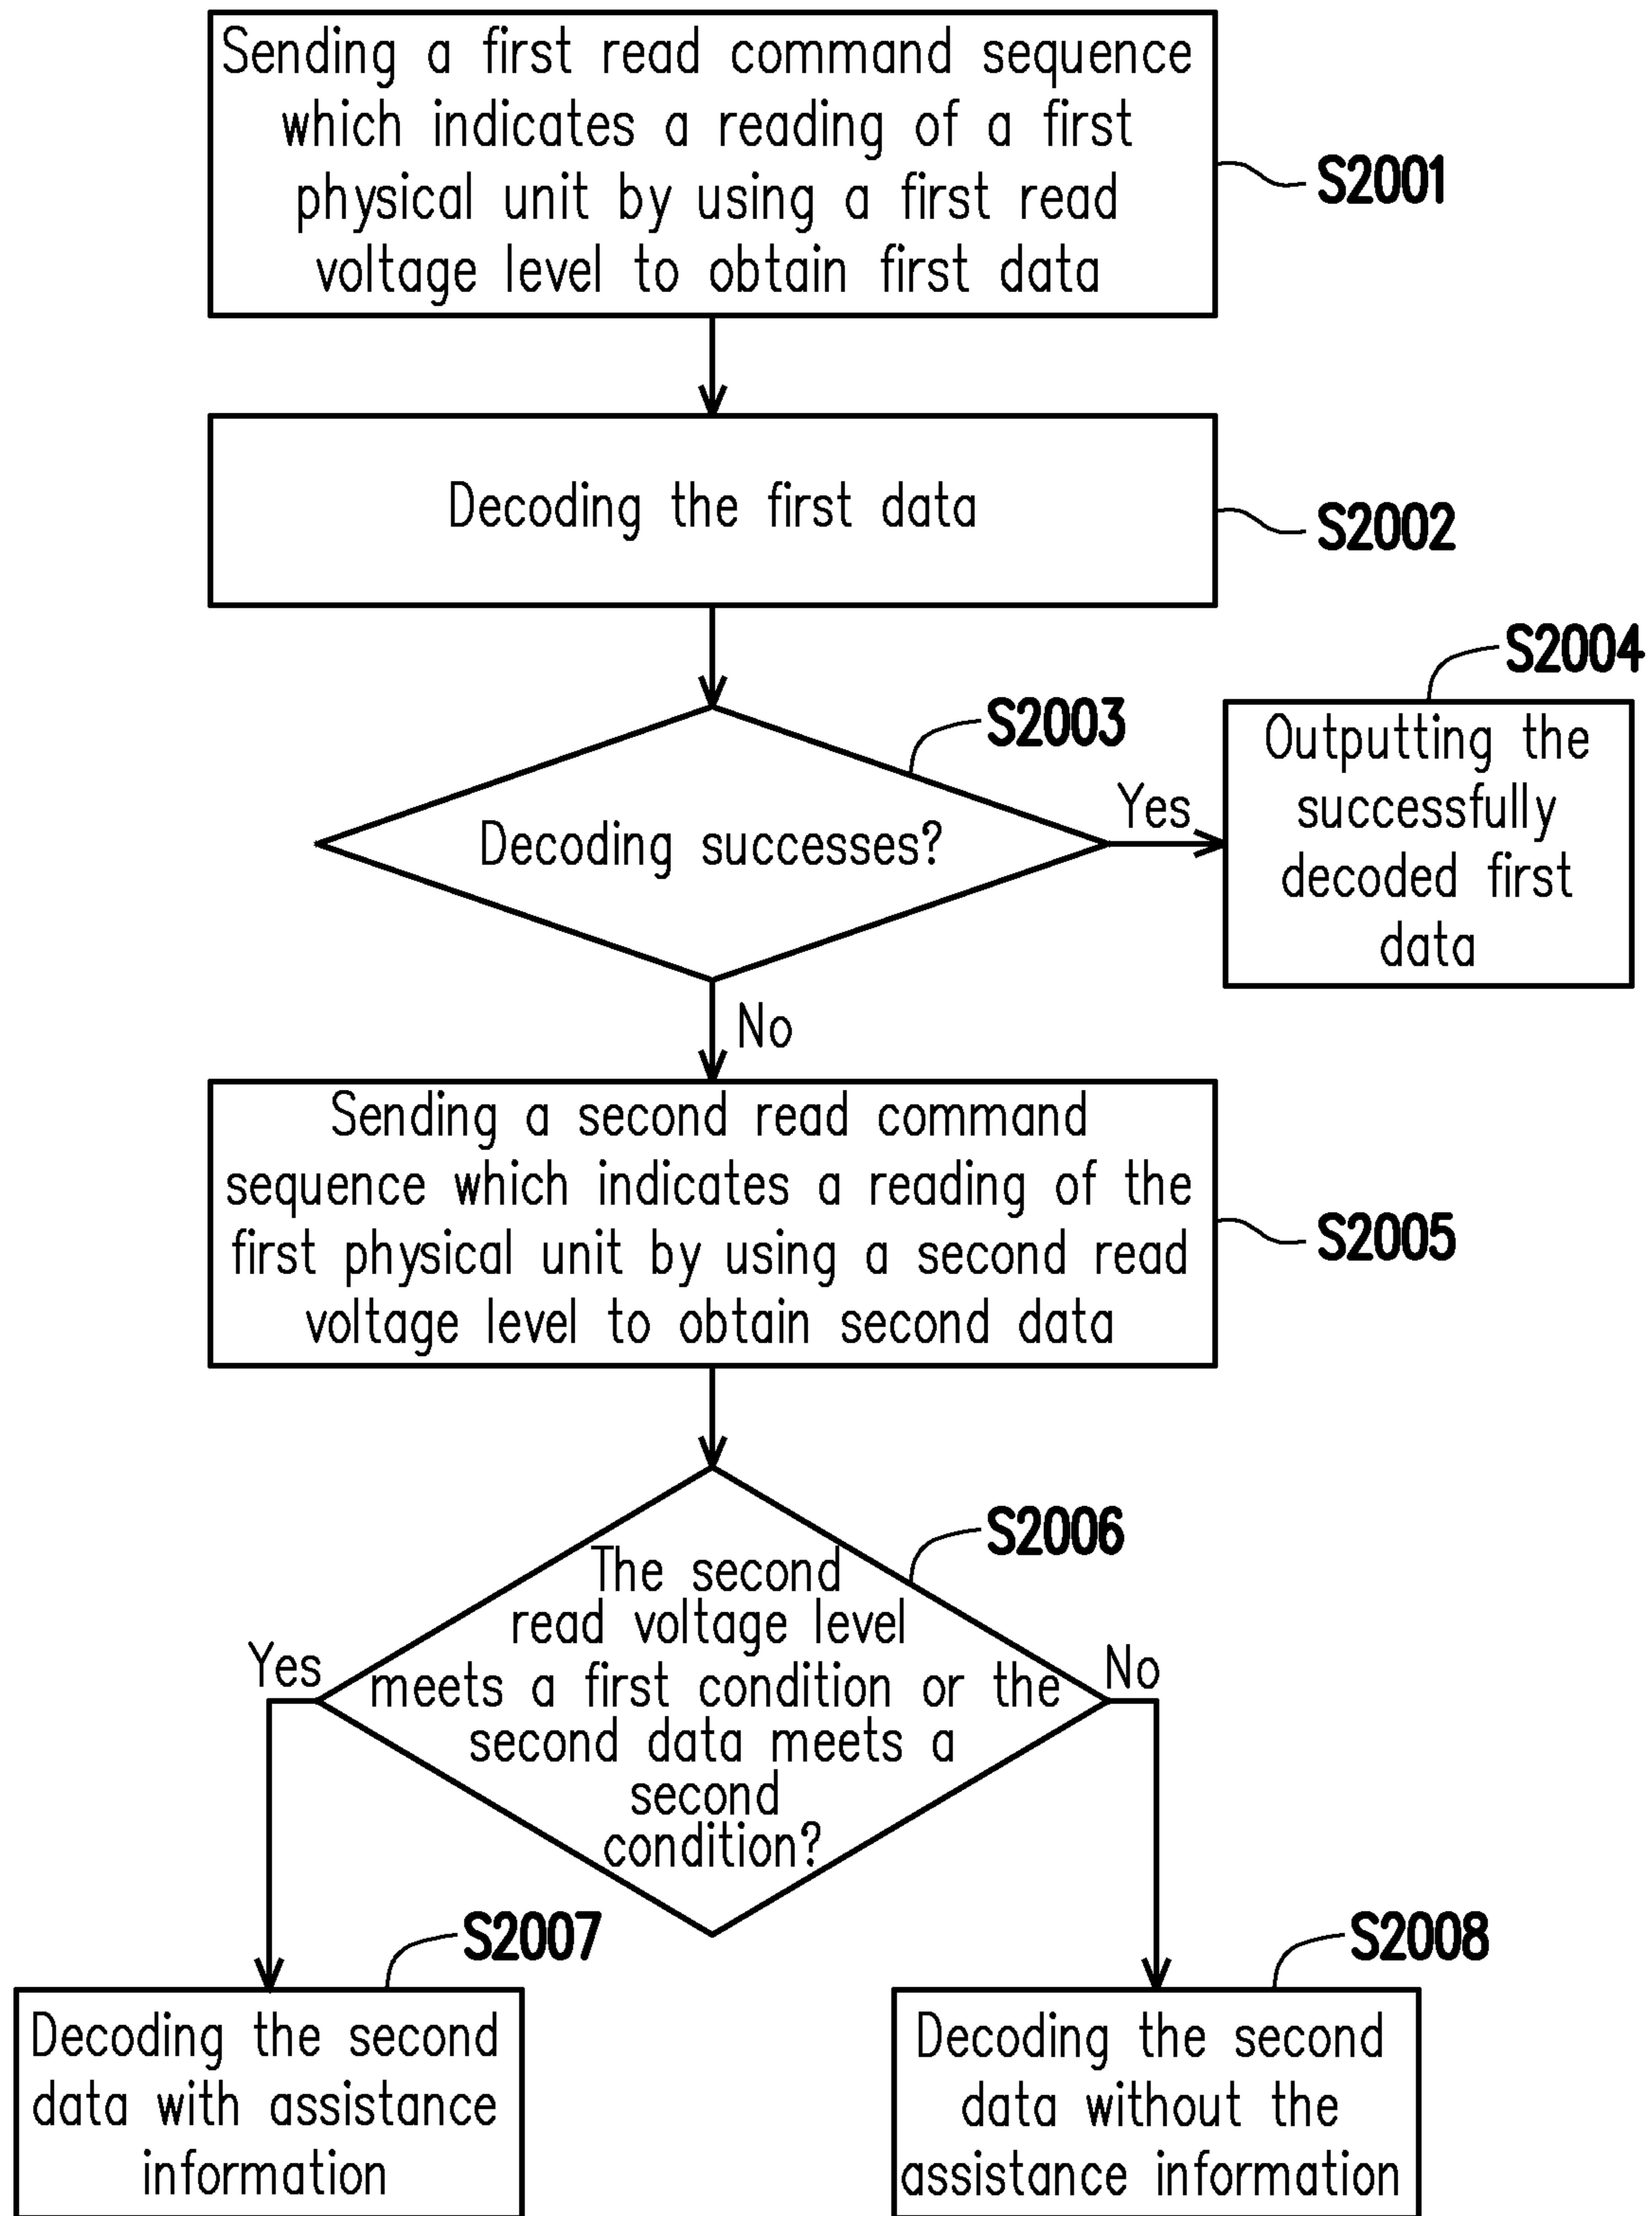 Sending a first read command sequence
which indicates a reading of a first
physical unit by using a first read
voltage level to obtain first data
S2001
Decoding the first data
S2002
S2003
Decoding successes?
Yes
S2004
Outputting the
successfully
decoded first
data
No
Sending a second read command
sequence which indicates a reading of the
first physical unit by using a second read
voltage level to obtain second data
S2005
S2006
The second
read voltage level
meets a first condition or the
second data meets a
second
condition?
Yes
No
S2007
Decoding the second
data with assistance
information
S2008
Decoding the second
data without the
assistance information